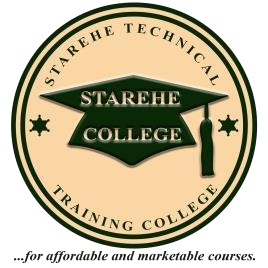 STAREHE TECHNICAL
STAREHE
COLLEGE
TRAINING COLLEGE
...for affordable and marketable courses.